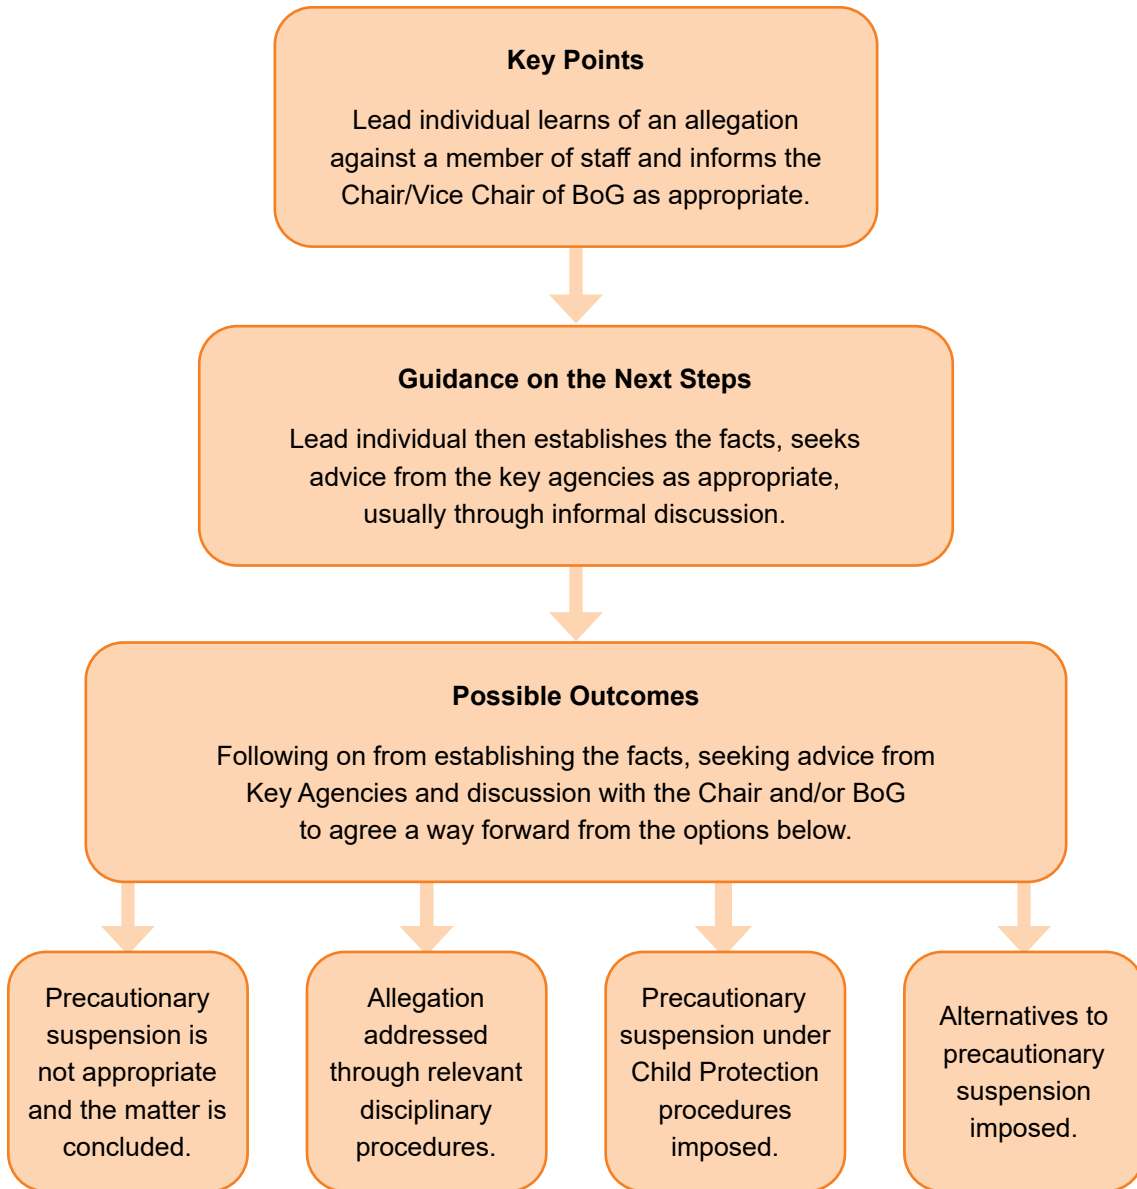 Key Points
Lead individual learns of an allegation
against a member of staff and informs the
Chair/Vice Chair of BoG as appropriate.
Guidance on the Next Steps
Lead individual then establishes the facts, seeks
advice from the key agencies as appropriate,
usually through informal discussion.
Possible Outcomes
Following on from establishing the facts, seeking advice from
Key Agencies and discussion with the Chair and/or BoG
to agree a way forward from the options below.
Precautionary
suspension is
not appropriate
and the matter is
concluded.
Allegation
addressed
through relevant
disciplinary
procedures.
Precautionary
suspension under
Child Protection
procedures
imposed.
Alternatives to
precautionary
suspension
imposed.